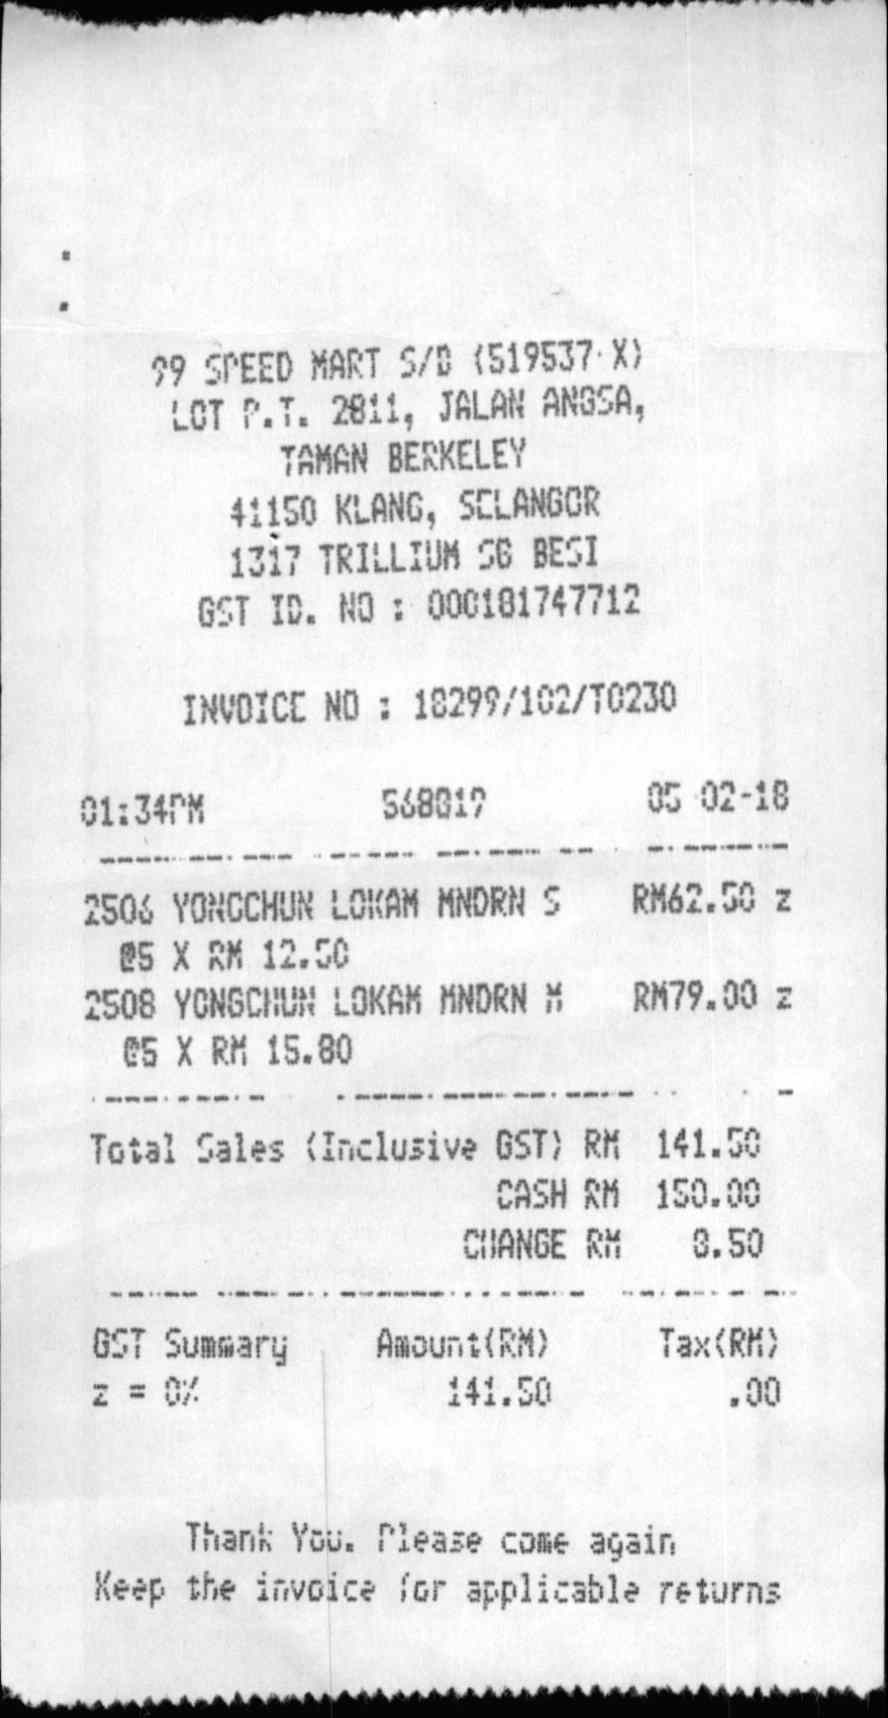 99 SPEED MART S/B (519537-X)
LOT P.T. 2811, JALAN ANGSA,
TAMAN BERKELEY
41150 KLANG, SELANGOR
1317 TRILLIUM SG BESI
GST ID. NO : 000181747712
INVOICE NO : 18299/102/T0230
01:34PM 568019 05-02-18
2506 YONGCHUN LOKAM MNDRN S RM62.50 z
@5 X RM 12.50
2508 YONGCHUN LOKAM MNDRN M RM79.00 z
@5 X RM 15.80
Total Sales (Inclusive GST) RM 141.50
CASH RM 150.00
CHANGE RM 8.50
GST Summary Amount(RM) Tax(RM)
z = 0% 141.50 .00
Thank You. Please come again
Keep the invoice for applicable returns